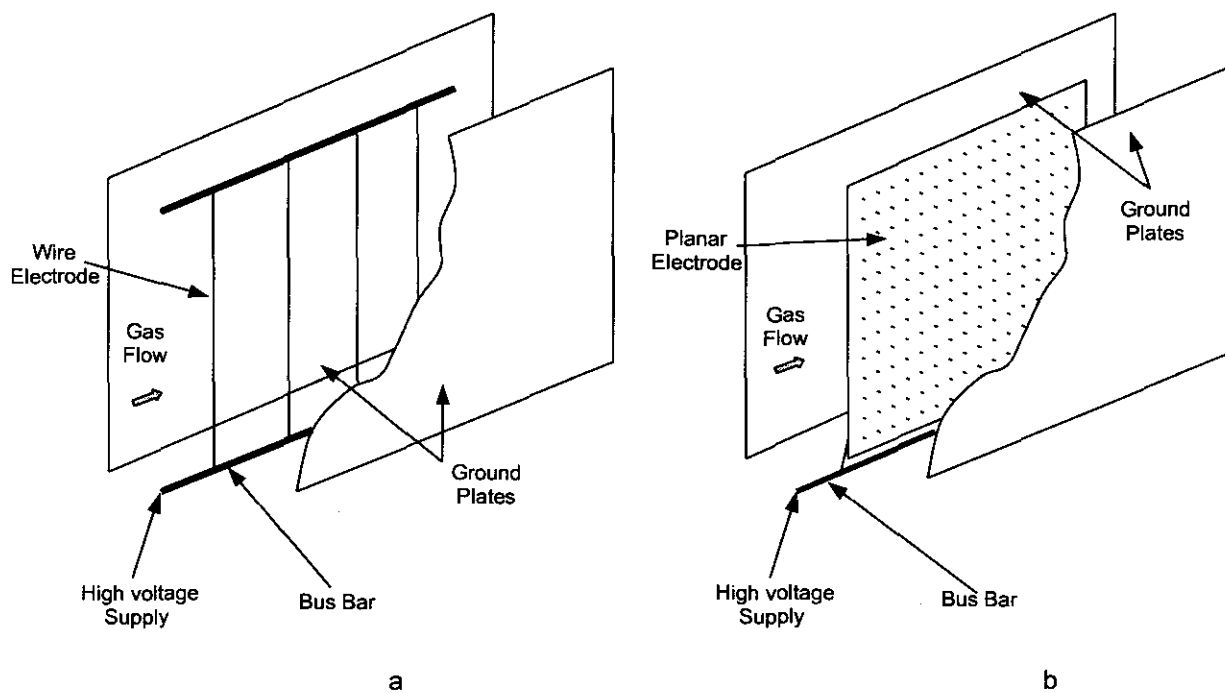 Wire
Electrode
Gas
Flow
Ground
Plates
High voltage
Supply
Bus Bar
a
Planar
Electrode
Ground
Plates
Gas
Flow
High voltage
Supply
Bus Bar
b